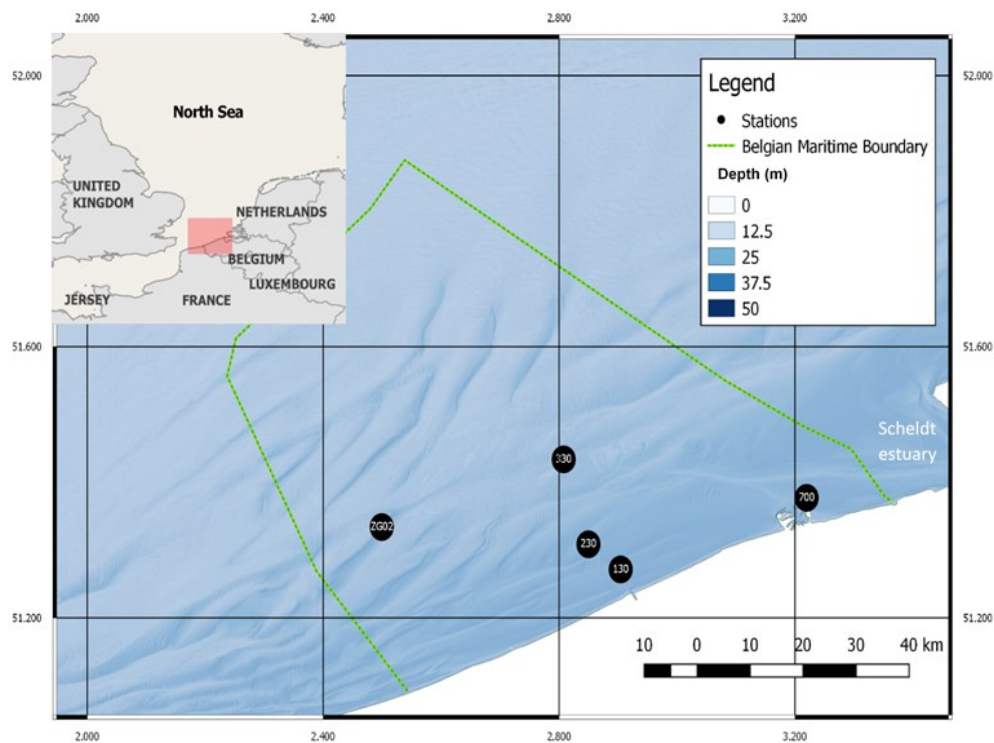 2.000 2.400 2.800 3.200
52.000 52.000
North Sea
UNITED
KINGDOM
NETHERLANDS
BELGIUM
LUXEMBOURG
JERSEY
FRANCE
Legend
Stations
Belgian Maritime Boundary
Depth (m)
0
12.5
25
37.5
50
51.600 51.600
Scheldt
estuary
330
700
ZG02
230
130
51.200 51.200
10 0 10 20 30 40 km
2.000 2.400 2.800 3.200